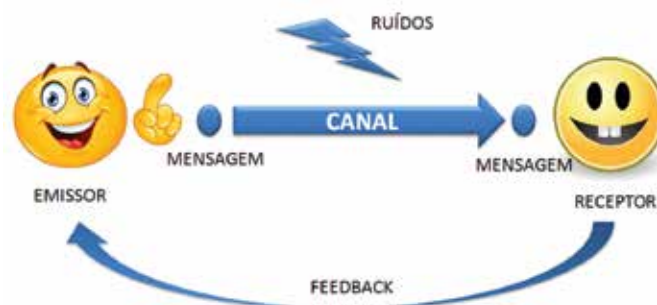 RUÍDOS
CANAL
MENSAGEM
MENSAGEM
EMISSOR
RECEPTOR
FEEDBACK